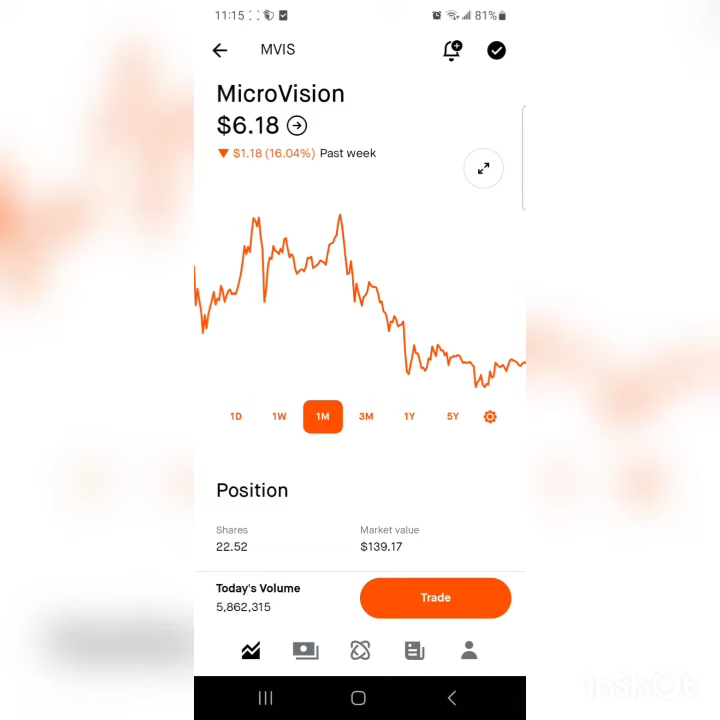 11:15
81%
MVIS
MicroVision
$6.18
▼ $1.18 (16.04%) Past week
1D 1W 1M 3M 1Y 5Y
Position
Shares Market value
22.52 $139.17
Today's Volume
5,862,315
Trade
InShOt